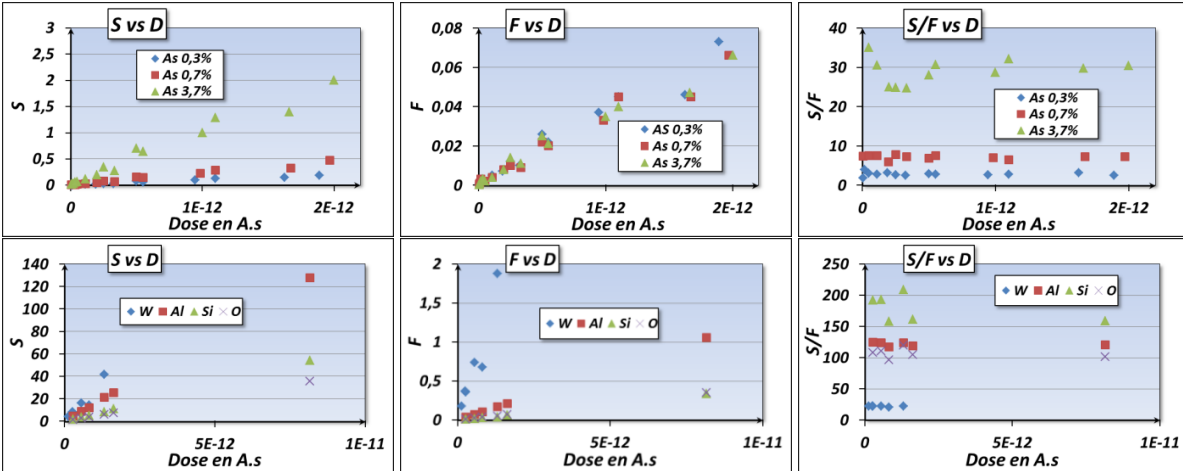 S vs D
3
2,5
2
1,5
1
0,5
0
S
As 0,3%
As 0,7%
As 3,7%
0
1E-12
2E-12
Dose en A.s
F vs D
0,08
0,06
0,04
0,02
0
F
AS 0,3%
As 0,7%
As 3,7%
0
1E-12
2E-12
Dose en A.s
S/F vs D
40
30
20
10
0
S/F
As 0,3%
As 0,7%
As 3,7%
0
1E-12
2E-12
Dose en A.s
S vs D
140
120
100
80
60
40
20
0
S
W Al Si O
0
5E-12
1E-11
Dose en A.s
F vs D
2
1,5
1
0,5
0
F
W Al Si O
0
5E-12
1E-11
Dose en A.s
S/F vs D
250
200
150
100
50
0
S/F
W Al Si O
0
5E-12
1E-11
Dose en A.s